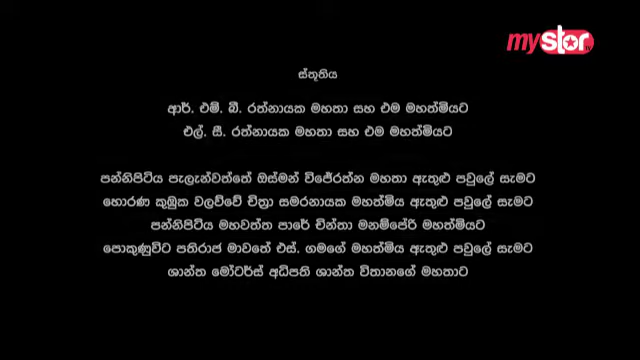 mystar
ස්තූතිය
ආර්. එම්. බී. රත්නායක මහතා සහ එම මහත්මියට
එල්. සී. රත්නායක මහතා සහ එම මහත්මියට
පන්නිපිටිය පැලැන්වත්තේ ඔස්මන් විජේරත්න මහතා ඇතුළු පවුලේ සැමට
හොරණ කුඹුක වලව්වේ චිත්‍රා සමරනායක මහත්මිය ඇතුළු පවුලේ සැමට
පන්නිපිටිය මහවත්ත පාරේ චින්තා මනම්පේරි මහත්මියට
පොකුණුවිට පතිරාජ මාවතේ එස්. ගමගේ මහත්මිය ඇතුළු පවුලේ සැමට
ශාන්ත මෝටර්ස් අධිපති ශාන්ත විතානගේ මහතාට